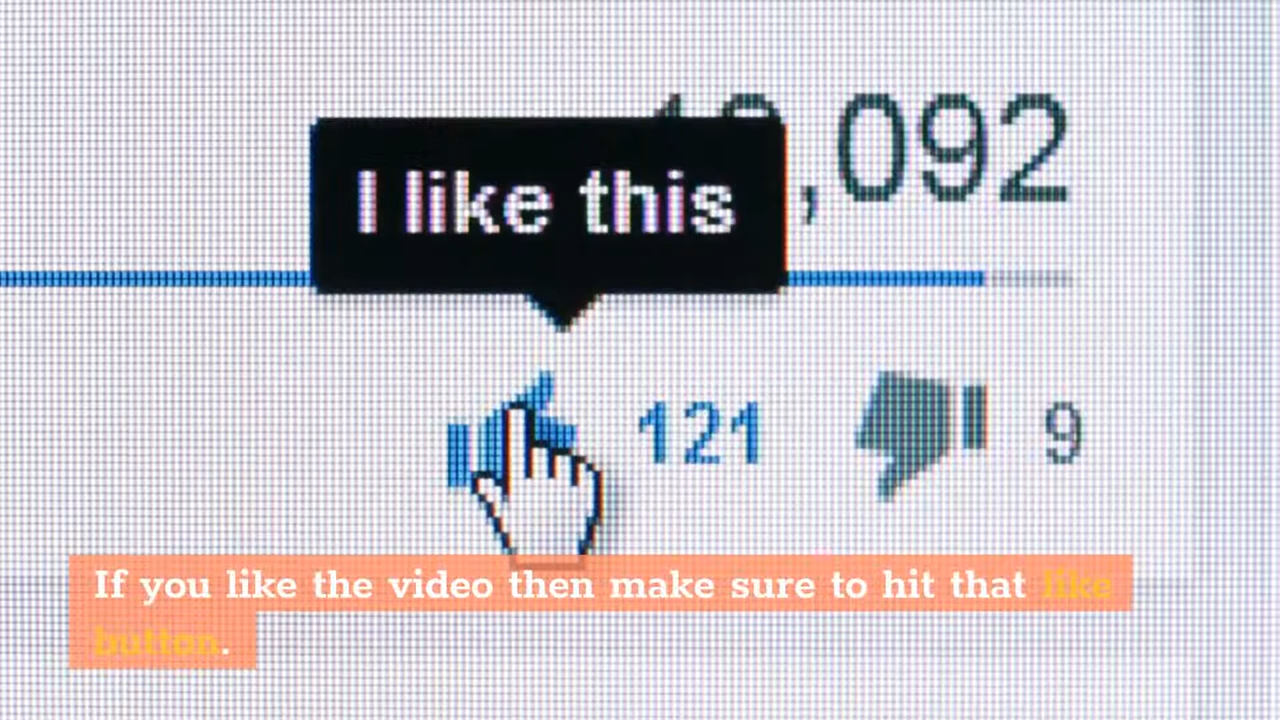 ,092
I like this
121 9
If you like the video then make sure to hit that like
button.